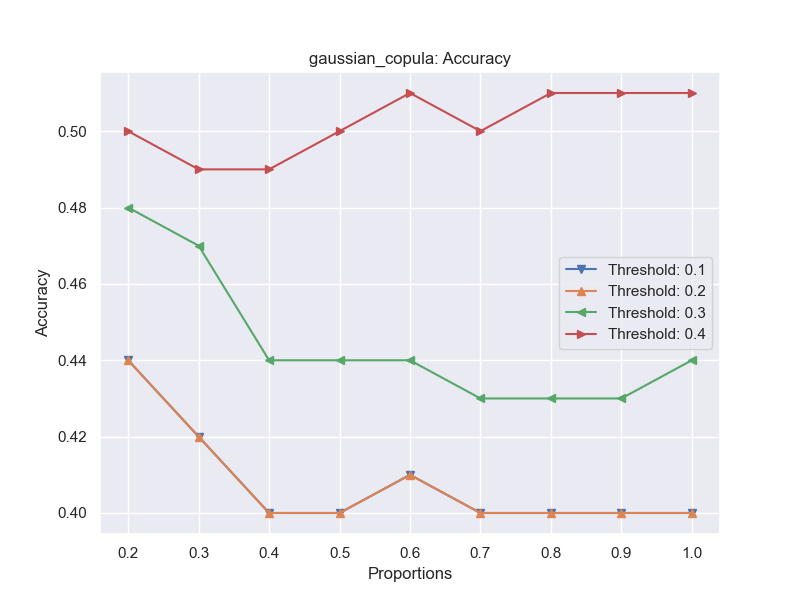 gaussian_copula: Accuracy
Accuracy
0.50
0.48
0.46
0.44
0.42
0.40
Threshold: 0.1
Threshold: 0.2
Threshold: 0.3
Threshold: 0.4
0.2 0.3 0.4 0.5 0.6 0.7 0.8 0.9 1.0
Proportions